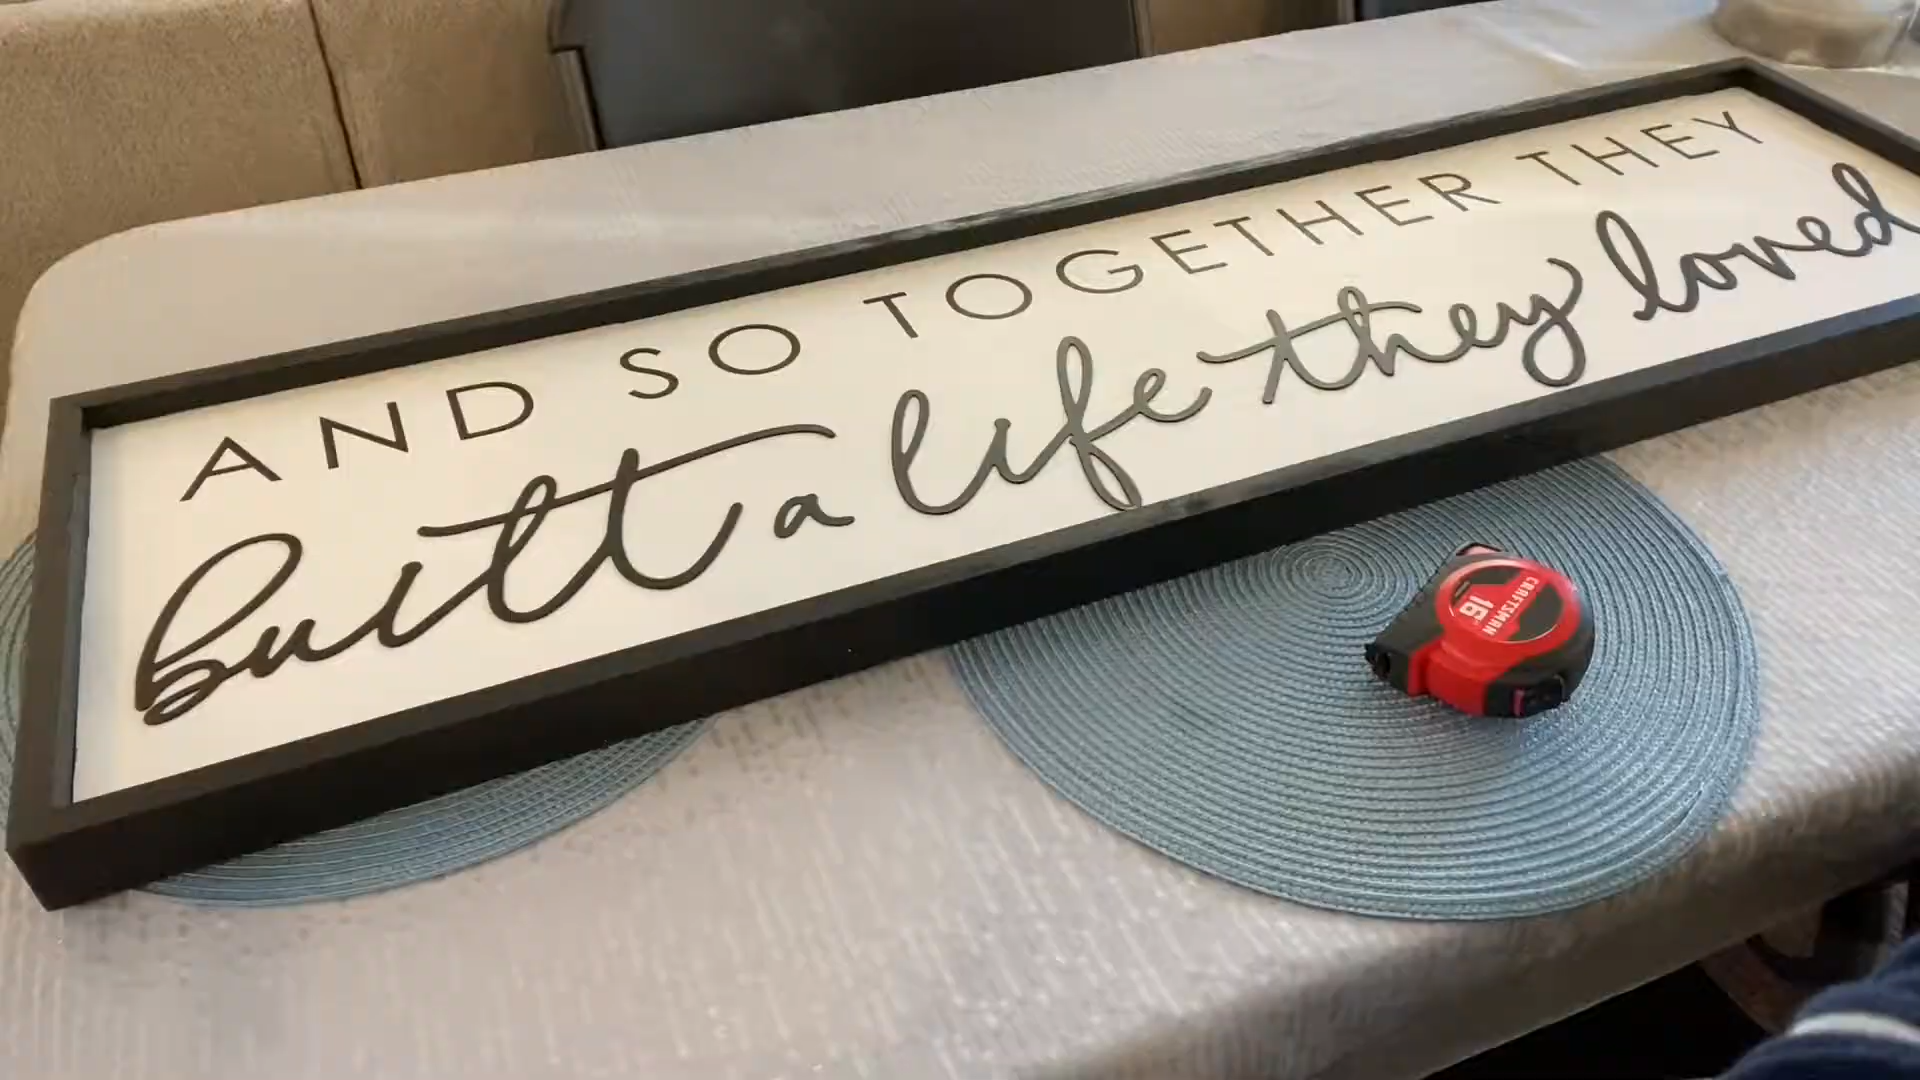 AND SO TOGETHER THEY
built a life they loved
CRAFTSMAN
16'